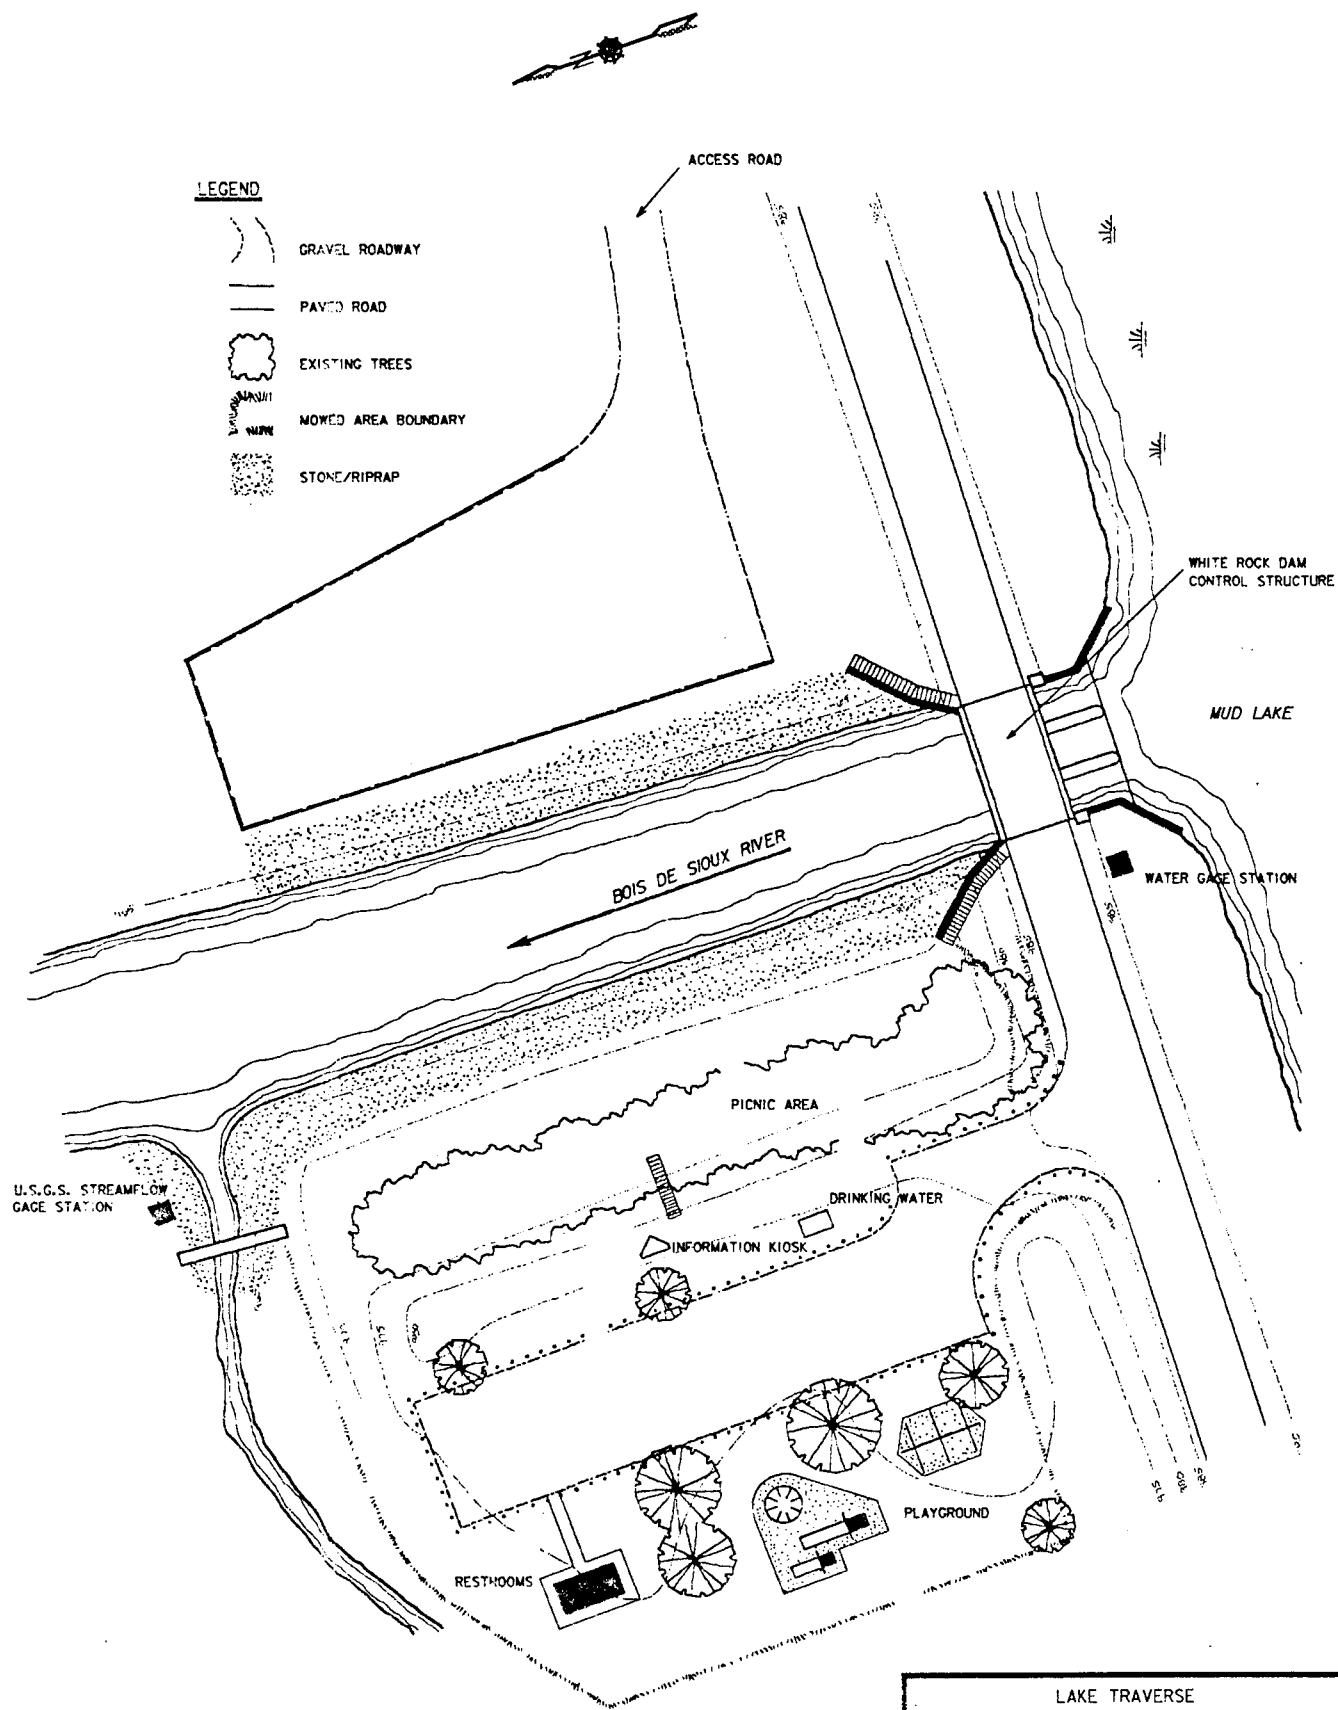 N
ACCESS ROAD
LEGEND
GRAVEL ROADWAY
PAVED ROAD
EXISTING TREES
MOWED AREA BOUNDARY
STONE/RIPRAP
WHITE ROCK DAM
CONTROL STRUCTURE
MUD LAKE
BOIS DE SIOUX RIVER
WATER GAGE STATION
PICNIC AREA
U.S.G.S. STREAMFLOW
GAGE STATION
DRINKING WATER
INFORMATION KIOSK
980
975
PLAYGROUND
RESTROOMS
LAKE TRAVERSE